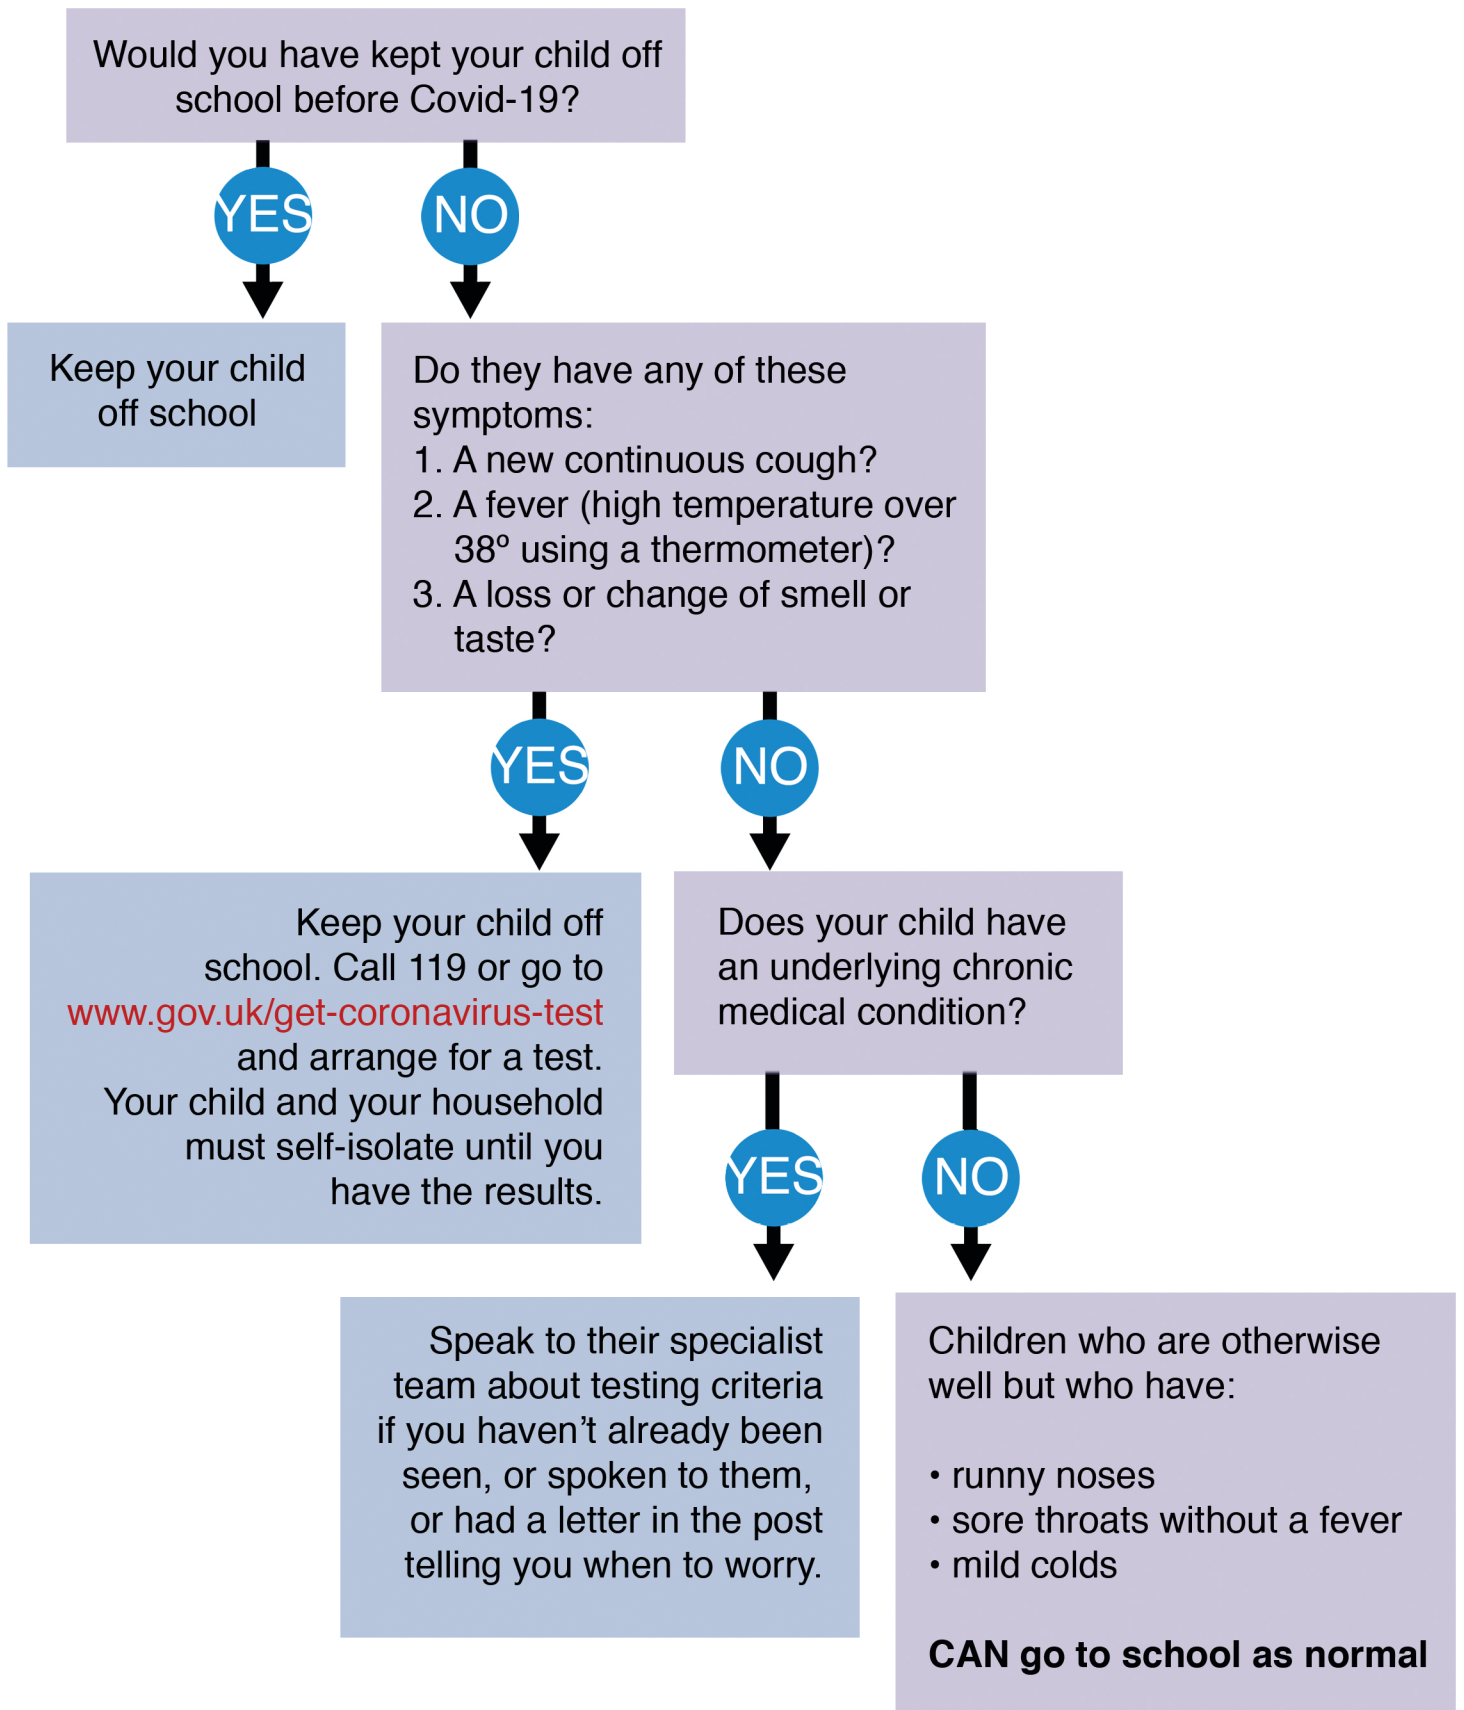 Would you have kept your child off
school before Covid-19?
YES
NO
Keep your child
off school
Do they have any of these
symptoms:
1. A new continuous cough?
2. A fever (high temperature over
38º using a thermometer)?
3. A loss or change of smell or
taste?
YES
NO
Keep your child off
school. Call 119 or go to
www.gov.uk/get-coronavirus-test
and arrange for a test.
Your child and your household
must self-isolate until you
have the results.
Does your child have
an underlying chronic
medical condition?
YES
NO
Speak to their specialist
team about testing criteria
if you haven’t already been
seen, or spoken to them,
or had a letter in the post
telling you when to worry.
Children who are otherwise
well but who have:
• runny noses
• sore throats without a fever
• mild colds
CAN go to school as normal